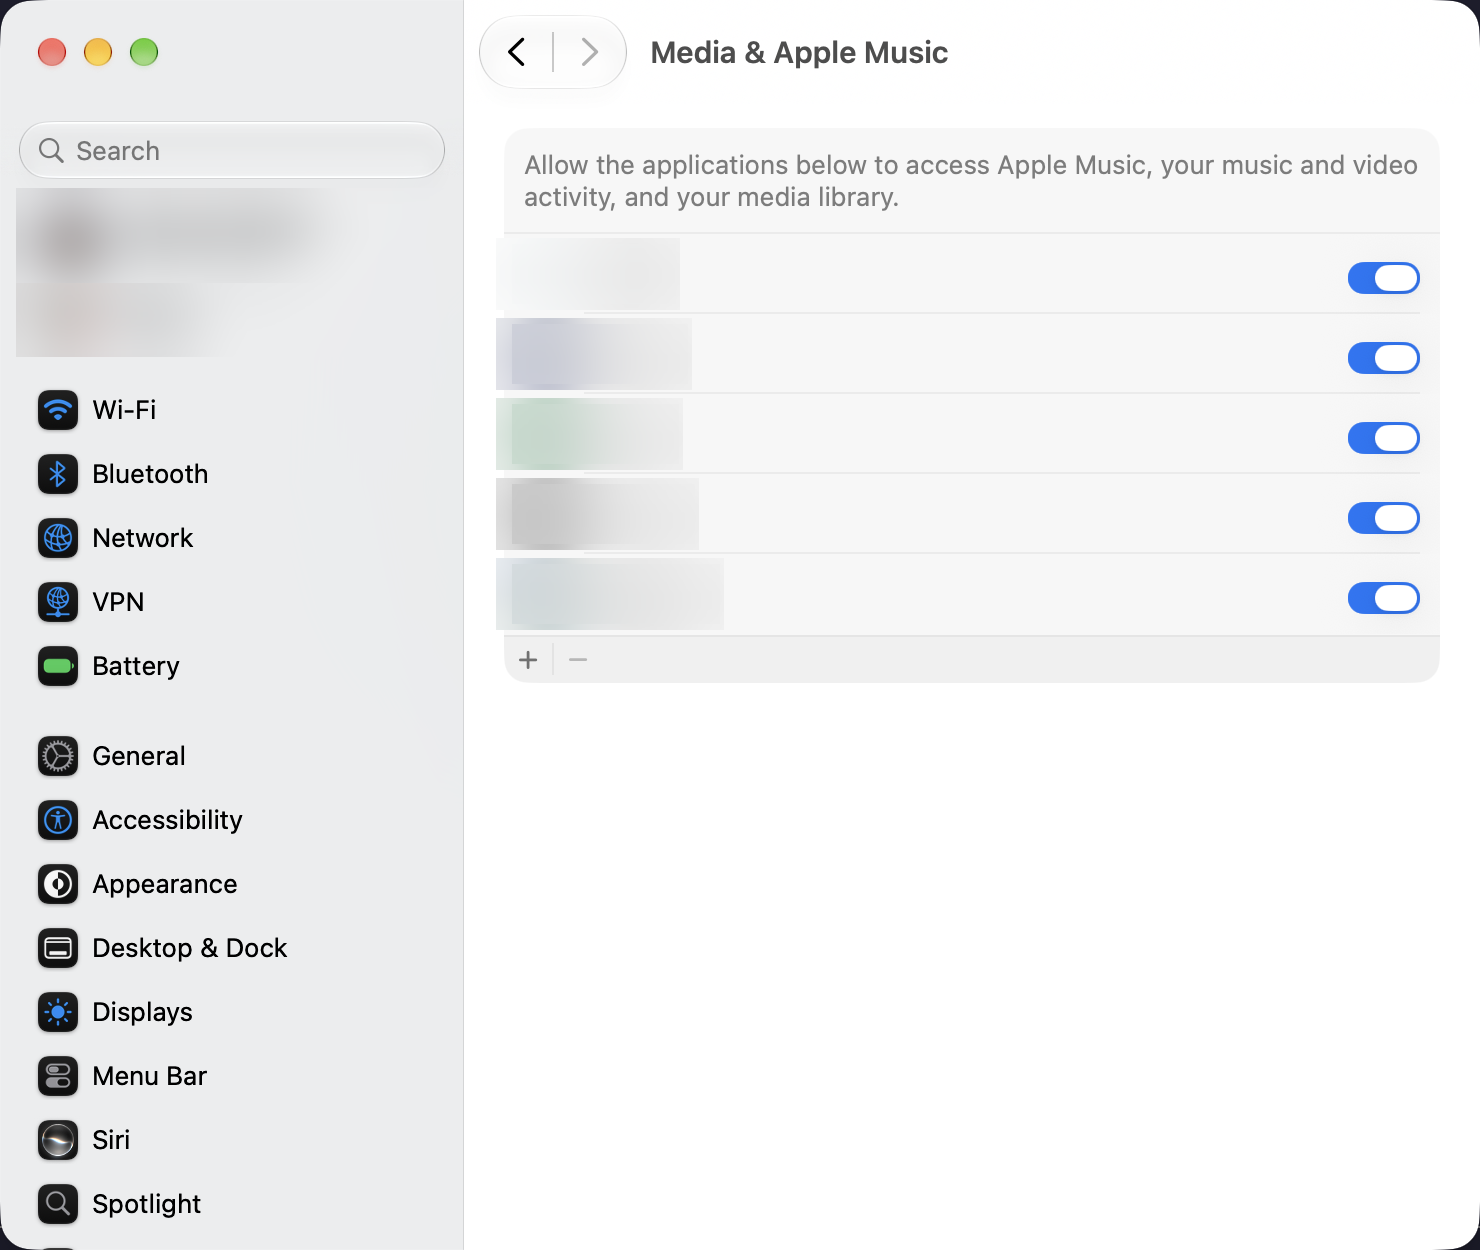 Media & Apple Music
Search
Allow the applications below to access Apple Music, your music and video
activity, and your media library.
Wi-Fi
Bluetooth
Network
VPN
Battery
General
Accessibility
Appearance
Desktop & Dock
Displays
Menu Bar
Siri
Spotlight